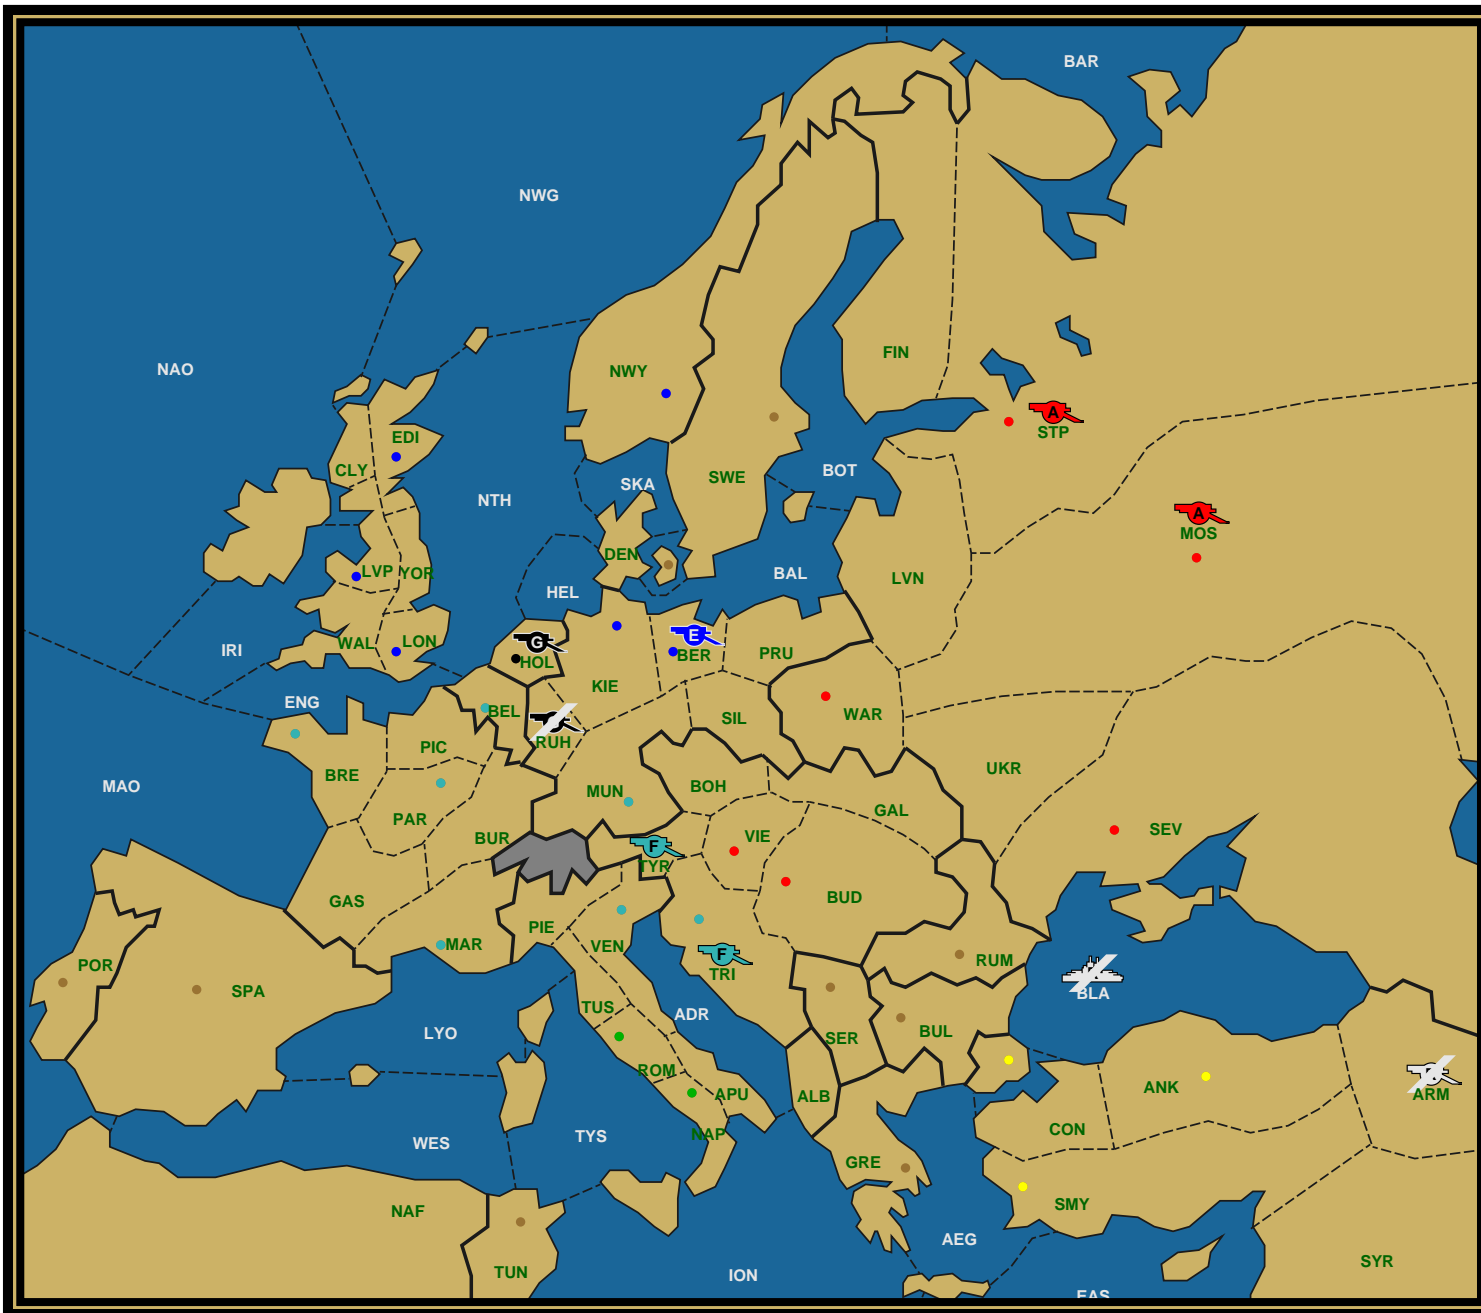 BAR
NWG
NAO
FIN
NWY
A
STP
EDI
CLY
SWE
BOT
SKA
NTH
A
MOS
DEN
LVP
YOR
BAL
LVN
HEL
G
E
HOL
BER
PRU
WAL
LON
IRI
KIE
ENG
BEL
SIL
WAR
RUH
PIC
BRE
UKR
MAO
MUN
BOH
GAL
PAR
BUR
VIE
SEV
F
TYR
BUD
GAS
PIE
MAR
VEN
F
TRI
RUM
POR
SPA
BLA
TUS
ADR
LYO
SER
BUL
ROM
APU
ALB
ANK
ARM
NAP
CON
WES
TYS
GRE
SMY
NAF
AEG
SYR
TUN
ION
EAS